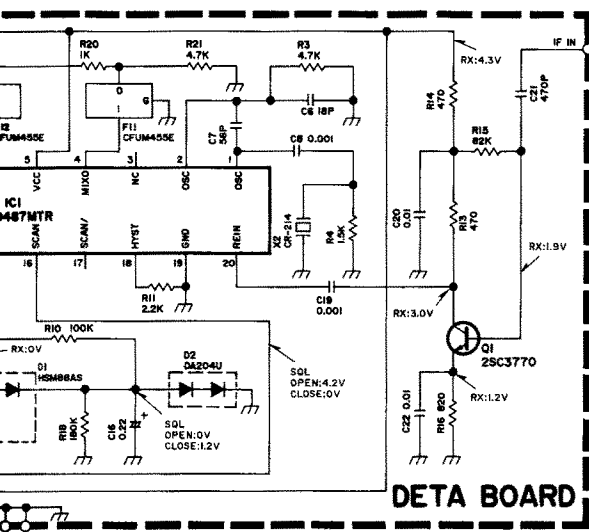 R20
1K
R21
4.7K
R3
4.7K
IF IN
RX:4.3V
O
I
G
C6 18P
R14
470
C21
470P
FI1
CFUM455E
FUM455E
C7
56P
C8 0.001
R15
82K
5
4
3
2
1
VCC
MIXO
NC
OSC
OSC
IC1
0487MTR
X2
CR-214
R4
1.5K
C20
0.01
R13
470
SCAN
SCAN/
HYST
GND
REIN
16
17
18
19
20
RX:1.9V
R11
2.2K
C19
0.001
RX:3.0V
R10 100K
RX:0V
D1
HSM88AS
D2
DA204U
Q1
2SC3770
SQL
OPEN:4.2V
CLOSE:0V
RX:1.2V
R18
180K
C16
0.22
+
SQL
OPEN:0V
CLOSE:1.2V
C22 0.01
R16 820
DETA BOARD